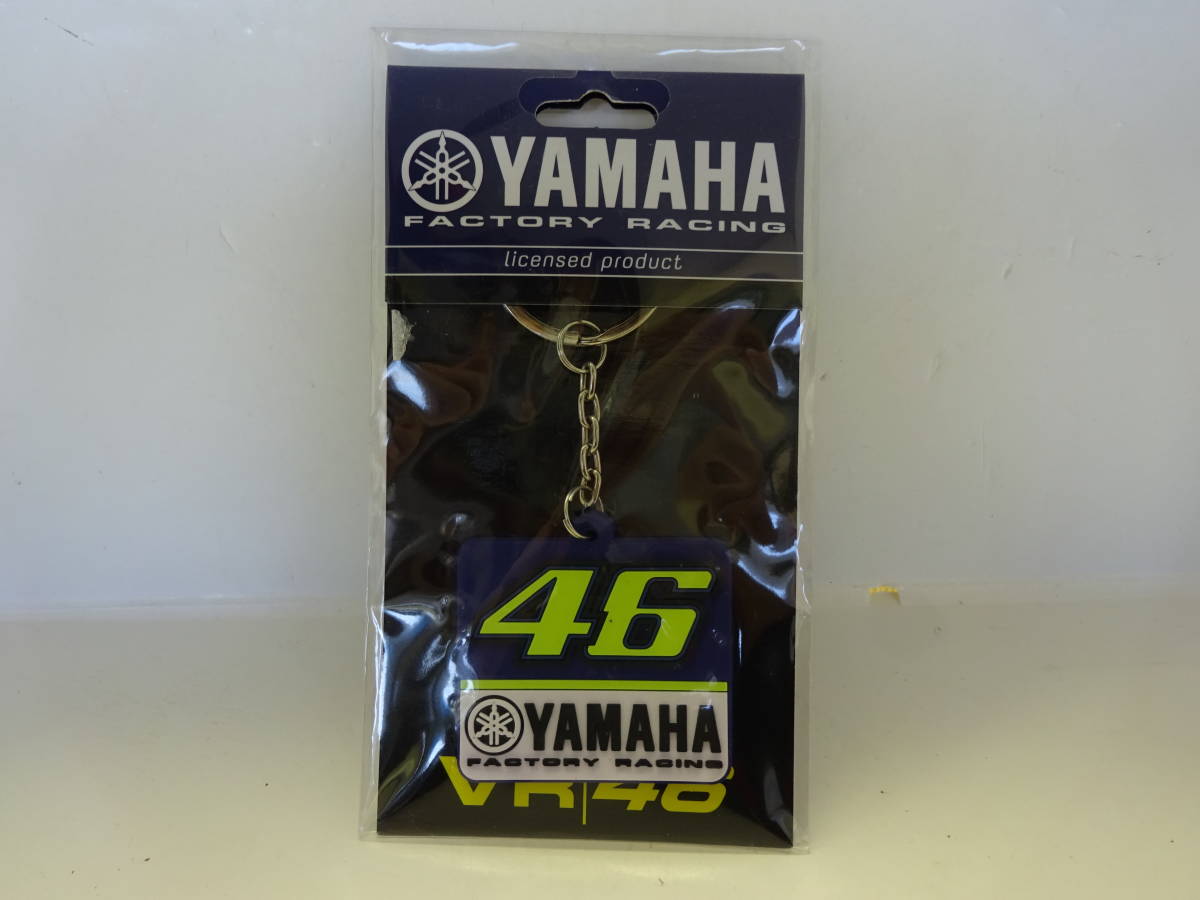 YAMAHA
FACTORY RACING
licensed product
46
YAMAHA
FACTORY RACING
VR|46